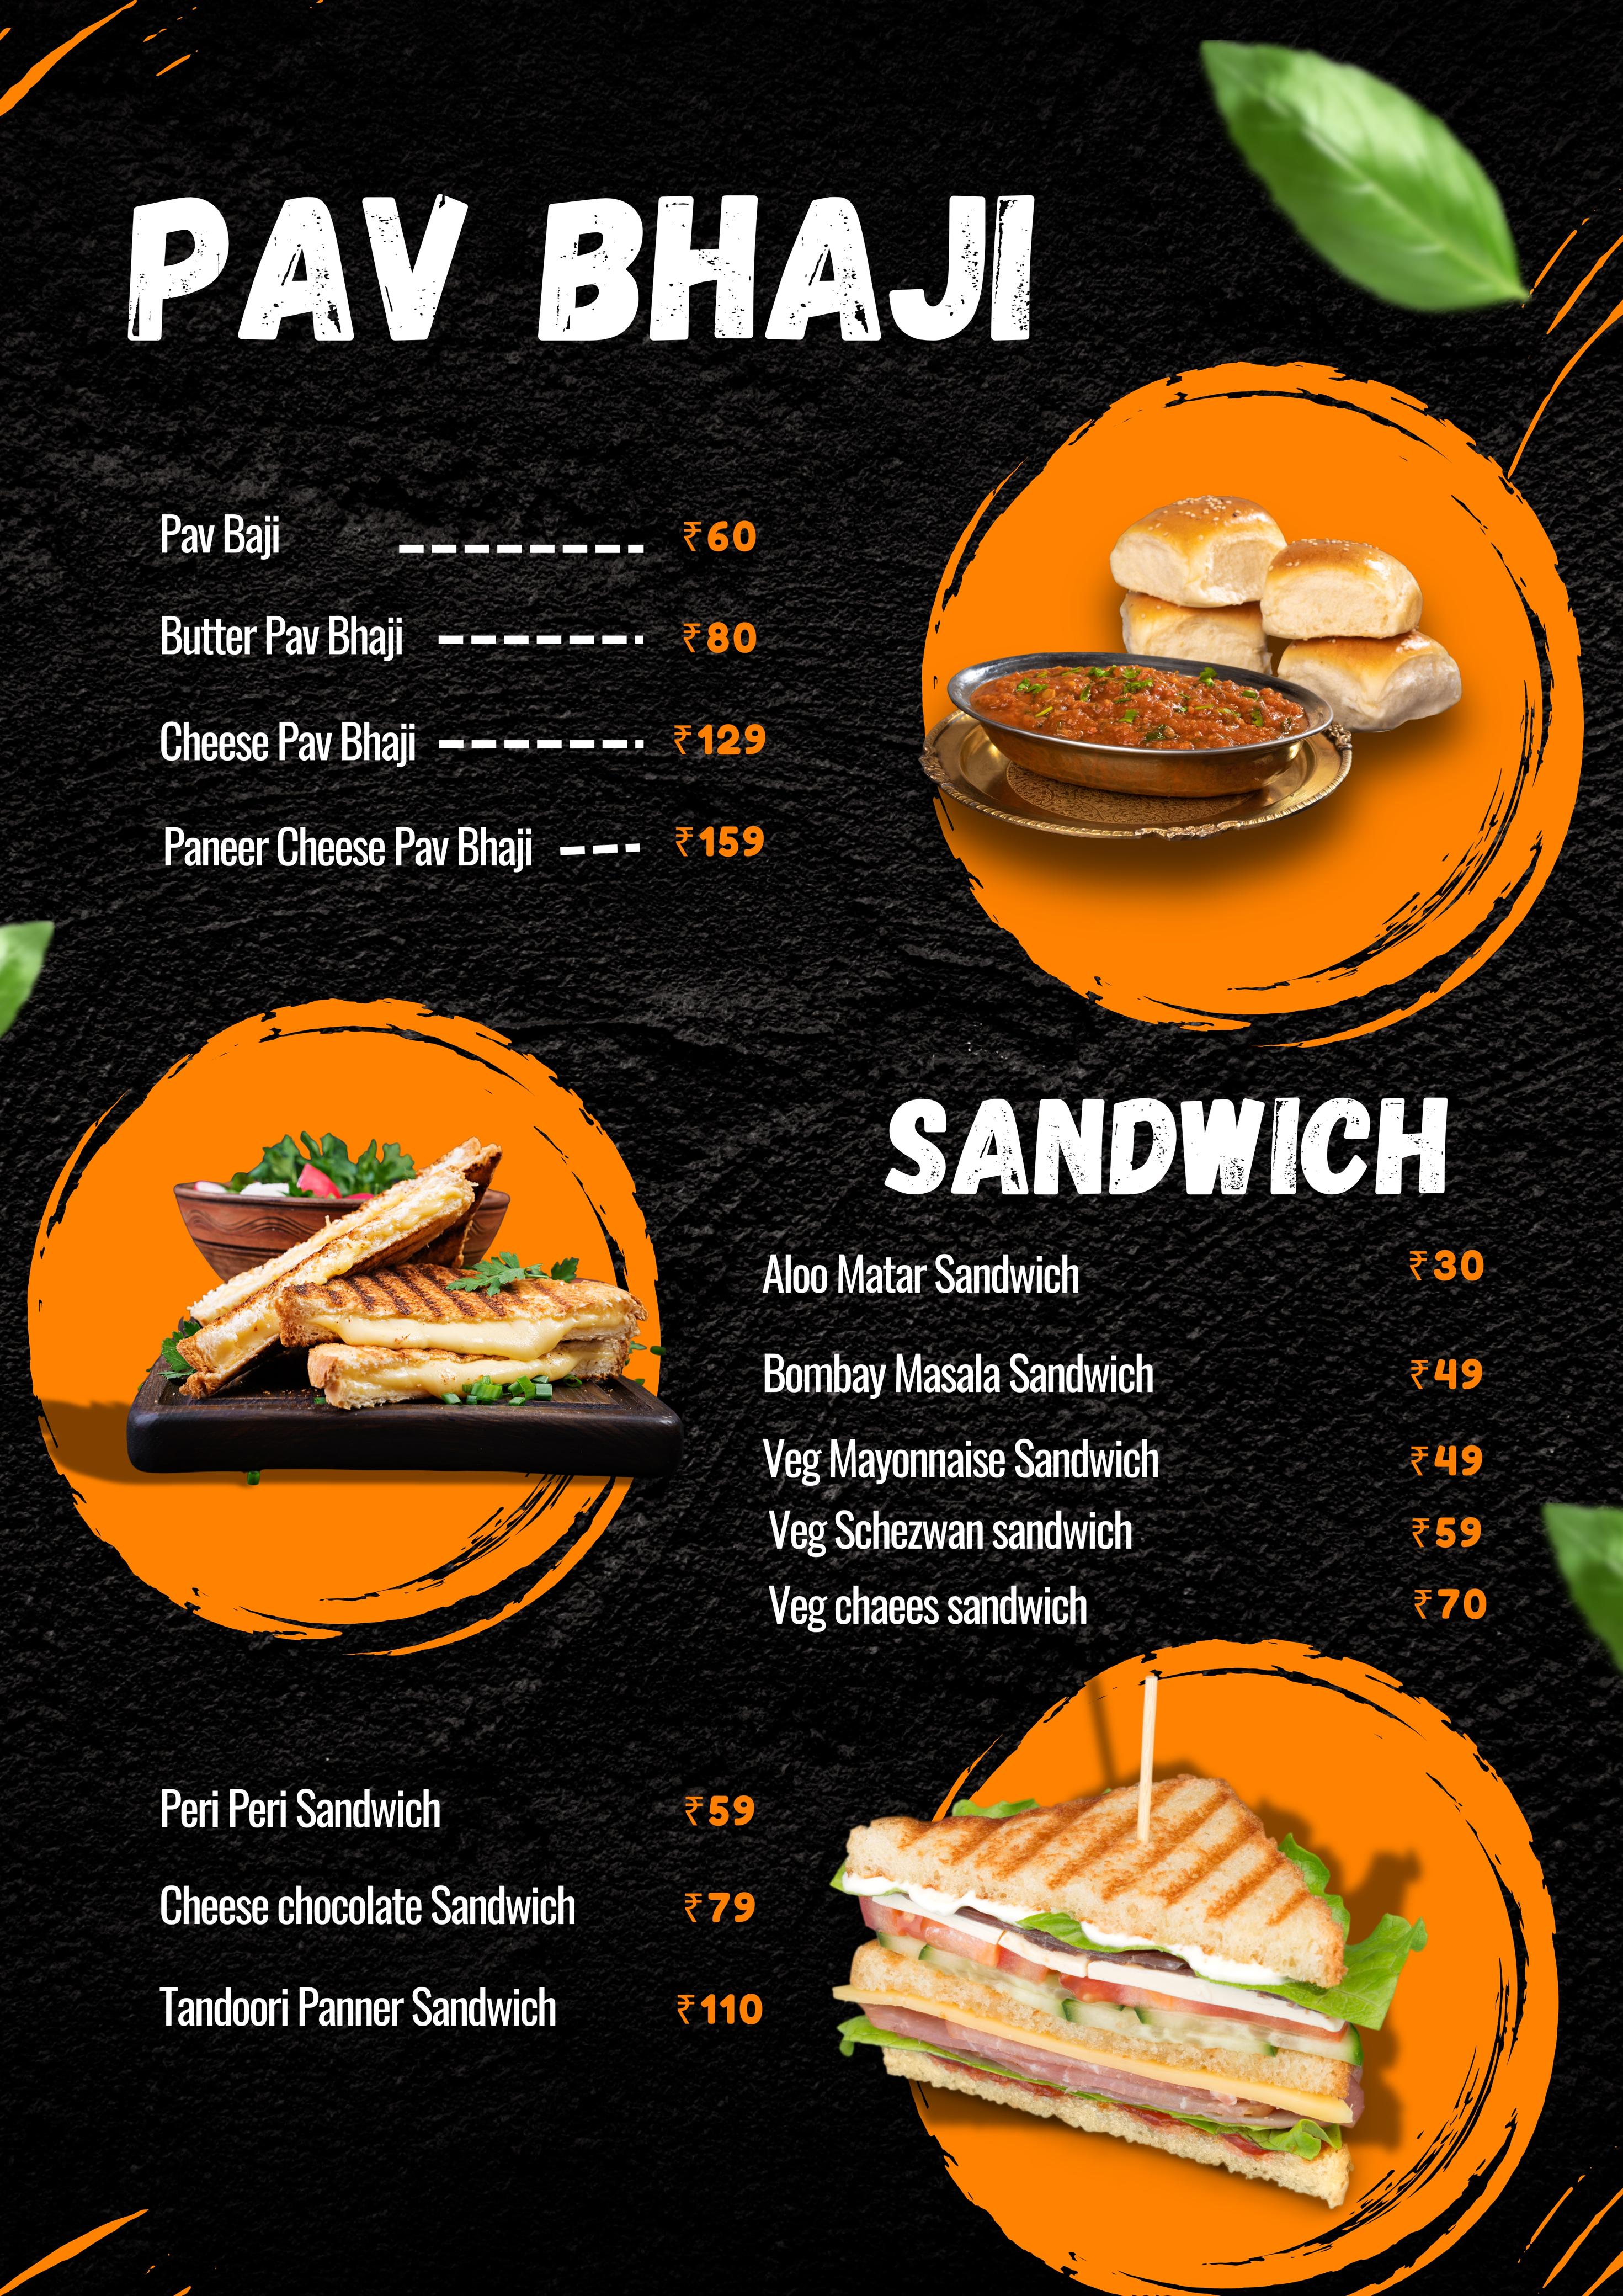 PAV BHAJI
Pav Baji ₹60
Butter Pav Bhaji ₹80
Cheese Pav Bhaji ₹129
Paneer Cheese Pav Bhaji ₹159
SANDWICH
Aloo Matar Sandwich ₹30
Bombay Masala Sandwich ₹49
Veg Mayonnaise Sandwich ₹49
Veg Schezwan sandwich ₹59
Veg chaees sandwich ₹70
Peri Peri Sandwich ₹59
Cheese chocolate Sandwich ₹79
Tandoori Panner Sandwich ₹110